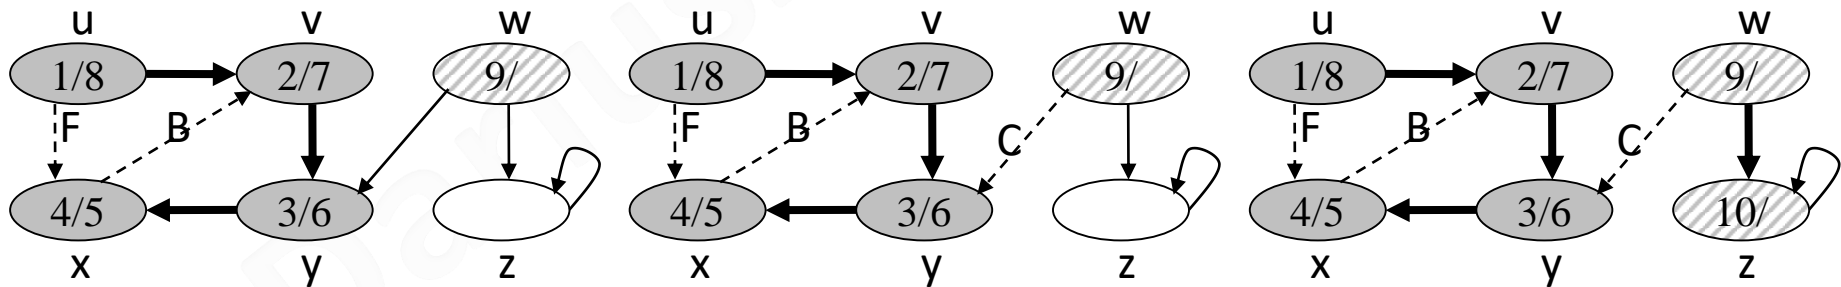 u v w u v w u v w
1/8 2/7 9/ 1/8 2/7 9/ 1/8 2/7 9/
F B F B C F B C
4/5 3/6 4/5 3/6 4/5 3/6 10/
x y z x y z x y z